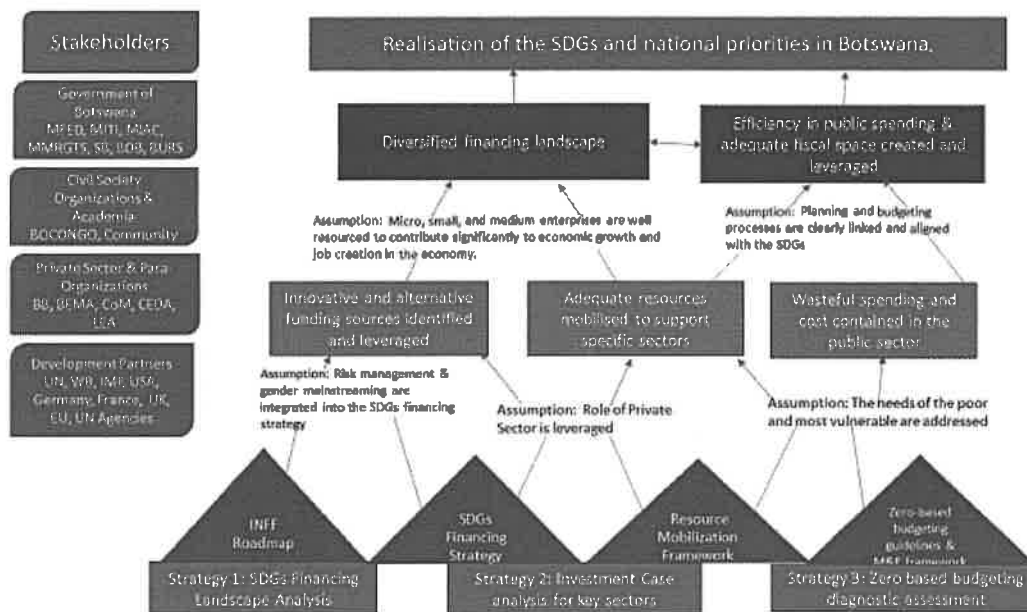 Stakeholders
Government of
Botswana
MFED, MITI, MIAC,
MMRGTS, SB, BOB, BURS
Civil Society
Organizations &
Academia
BOCONGO, Community
Private Sector & Para
Organizations
BB, BEMA, CoM, CEDA,
LEA
Development Partners
UN, WB, IMF, USA,
Germany, France, UK,
EU, UN Agencies
Realisation of the SDGs and national priorities in Botswana.
Diversified financing
landscape
Efficiency in public spending &
adequate fiscal space created and
leveraged
Assumption: Micro, small, and medium enterprises are well
resourced to contribute significantly to economic growth and
job creation in the economy.
Assumption: Planning and budgeting
processes are clearly linked and aligned
with the SDGs
Innovative and alternative
funding sources identified
and leveraged
Adequate resources
mobilised to support
specific sectors
Wasteful spending and
cost contained in the
public sector
Assumption: Risk management &
gender mainstreaming are
integrated into the SDGs financing
strategy
Assumption: Role of Private
Sector is leveraged
Assumption: The needs of the poor
and most vulnerable are addressed
INFF
Roadmap
SDGs
Financing
Strategy
Resource
Mobilization
Framework
Zero-based
budgeting
guidelines &
framework
Strategy 1: SDGs Financing
Landscape Analysis
Strategy 2: Investment Case
analysis for key sectors
Strategy 3: Zero based budgeting
diagnostic assessment